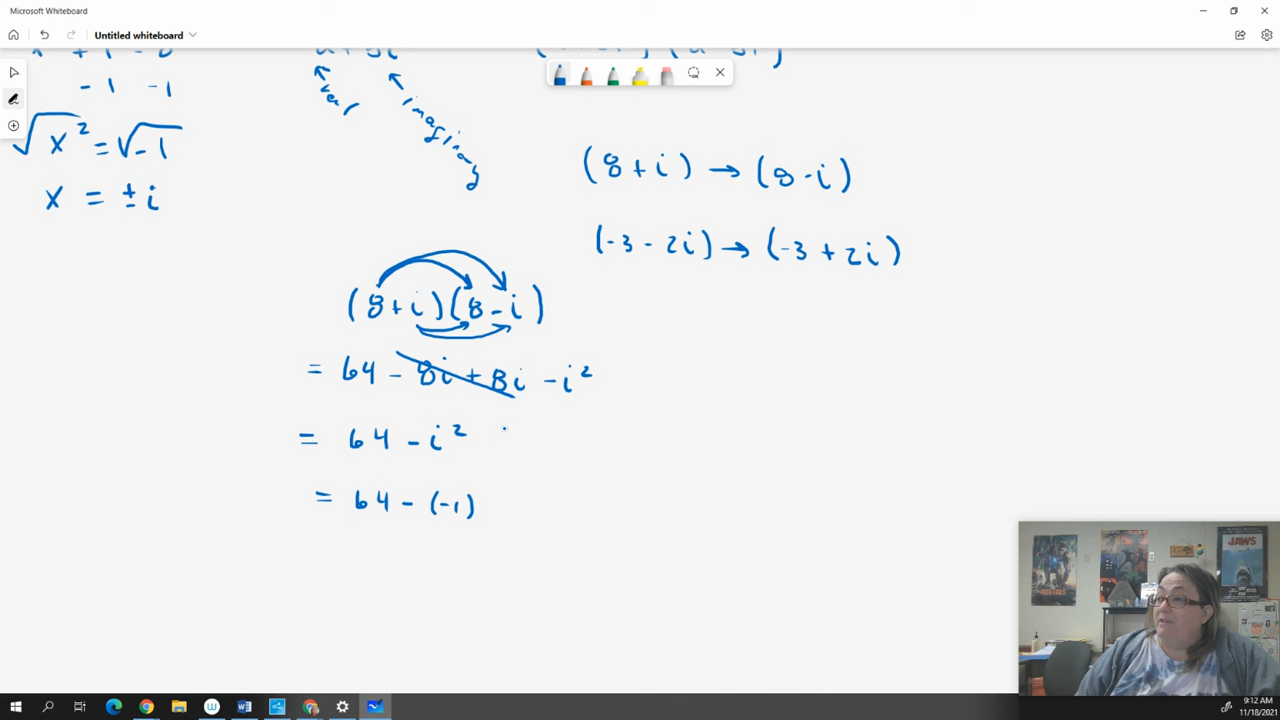 Microsoft Whiteboard
Untitled whiteboard
- 1 - 1
√x² = √-1
x = ± i
real
imaginary
(8 + i) → (8 - i)
(-3 - 2i) → (-3 + 2i)
(8 + i)(8 - i)
= 64 - 8i + 8i - i²
= 64 - i²
= 64 - (-1)
JAWS
9:12 AM
11/18/2021